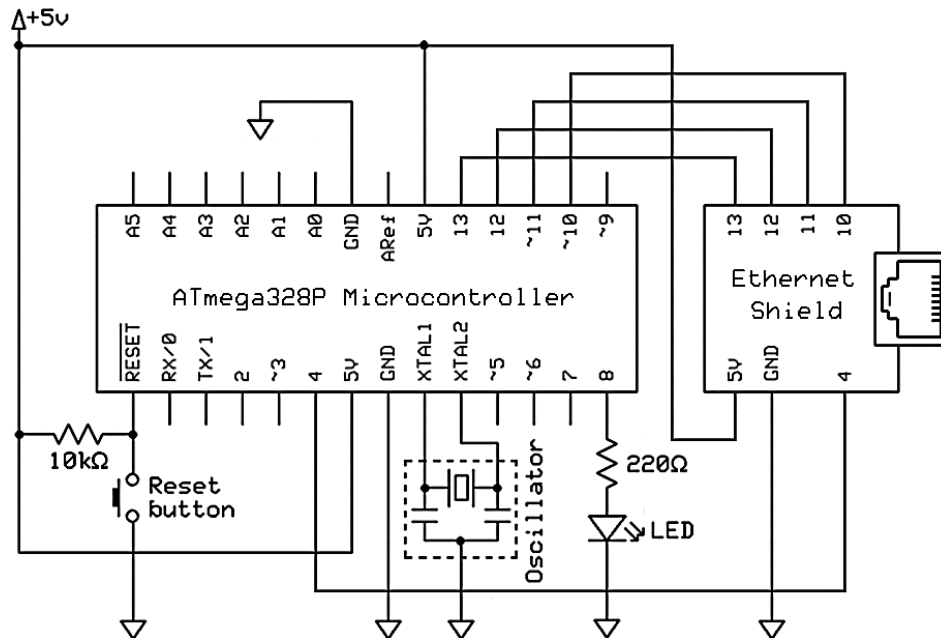 +5v
A5
A4
A3
A2
A1
A0
GND
ARef
5V
13
12
~11
~10
~9
13
12
11
10
ATmega328P Microcontroller
Ethernet
Shield
RESET
RX/0
TX/1
2
~3
4
5V
GND
XTAL1
XTAL2
~5
~6
7
8
5V
GND
4
10kΩ
Reset
button
Oscillator
220Ω
LED